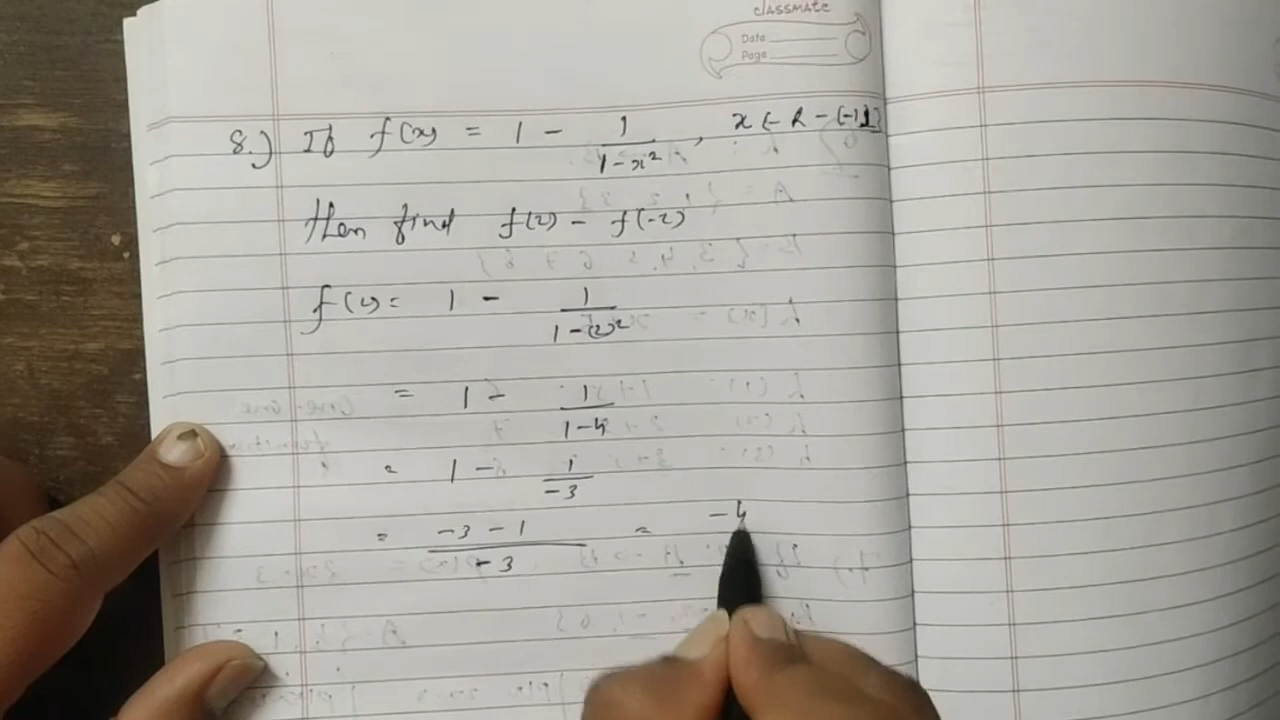 classmate
Date
Page
8.) If f(x) = 1 - 1/1-x², x ∈ R - {-1,1}
then find f(2) - f(-2)
f(2) = 1 - 1/1-(2)²
= 1 - 1/1-4
= 1 - 1/-3
= -3-1/-3 = -4